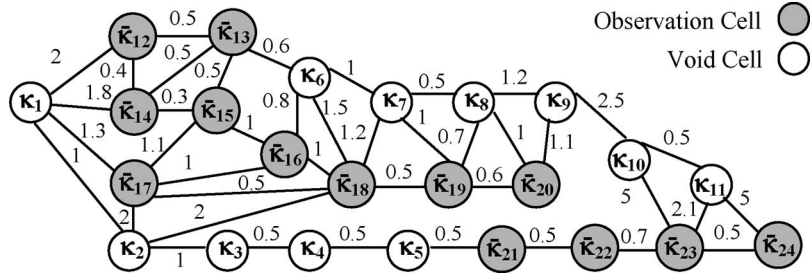 0.5
Observation Cell
κ̄12
κ̄13
2
0.5
0.6
Void Cell
0.4
0.5
κ6
1
κ1
1.8
0.3
0.8
1.5
κ7
0.5
κ8
1.2
κ9
κ̄14
κ̄15
2.5
1.3
1.1
1
1.2
1
0.7
1
1.1
0.5
1
1
κ̄16
1
κ10
κ̄17
0.5
κ̄18
0.5
κ̄19
0.6
κ̄20
κ11
2
2
5
2.1
5
κ2
1
κ3
0.5
κ4
0.5
κ5
0.5
κ̄21
0.5
κ̄22
0.7
κ̄23
0.5
κ̄24